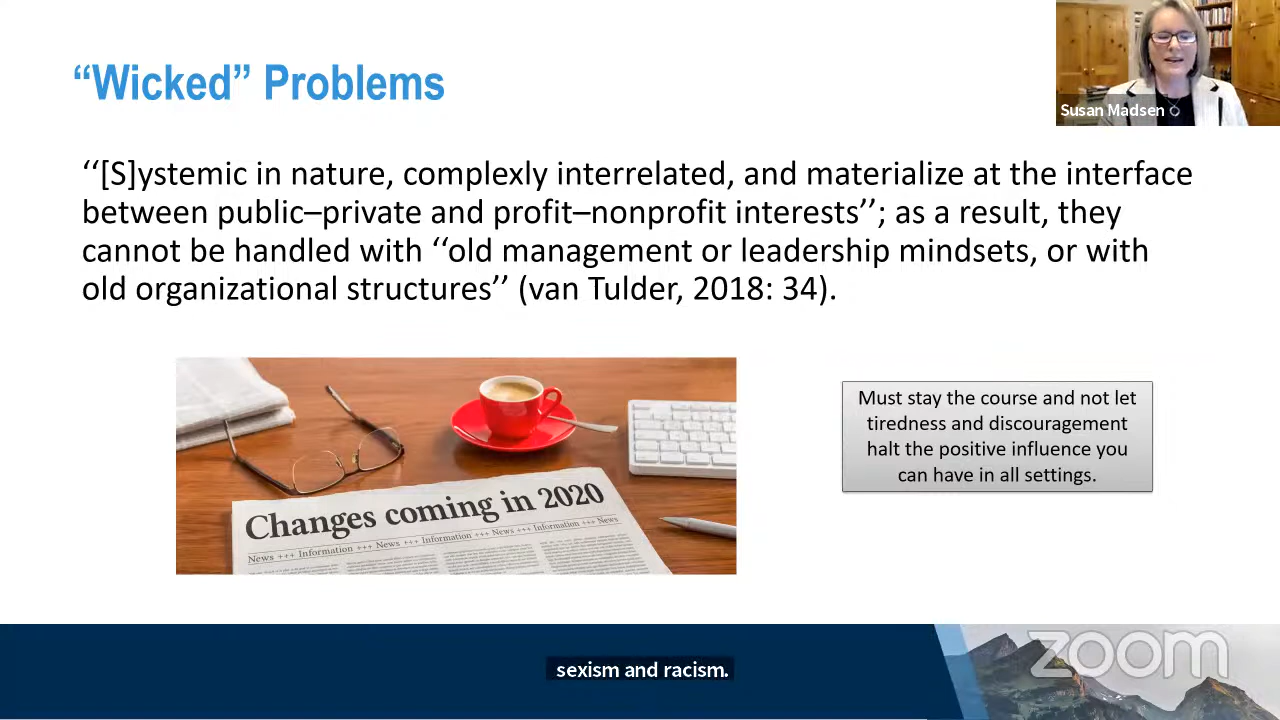 “Wicked” Problems
Susan Madsen
‘‘[S]ystemic in nature, complexly interrelated, and materialize at the interface
between public–private and profit–nonprofit interests’’; as a result, they
cannot be handled with ‘‘old management or leadership mindsets, or with
old organizational structures’’ (van Tulder, 2018: 34).
Changes coming in 2020
News +++ Information +++ News +++ Information +++ News +++ Information +++ News
Must stay the course and not let
tiredness and discouragement
halt the positive influence you
can have in all settings.
sexism and racism.
zoom